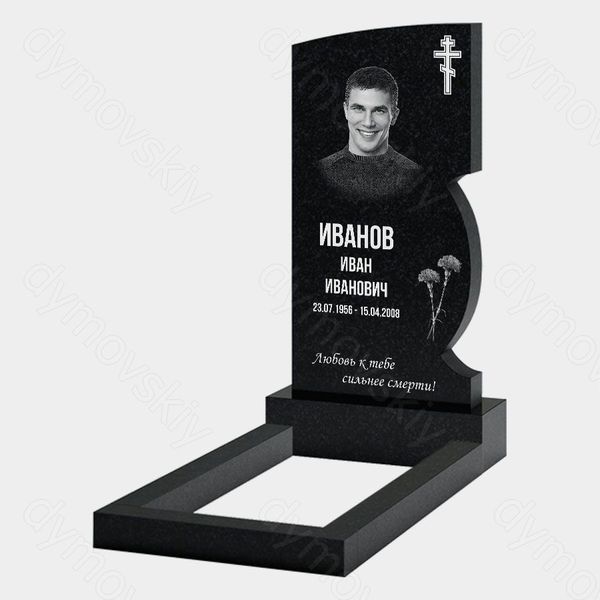 ИВАНОВ
ИВАН
ИВАНОВИЧ
23.07.1956 - 15.04.2008
Любовь к тебе
сильнее смерти!
dymovskiy